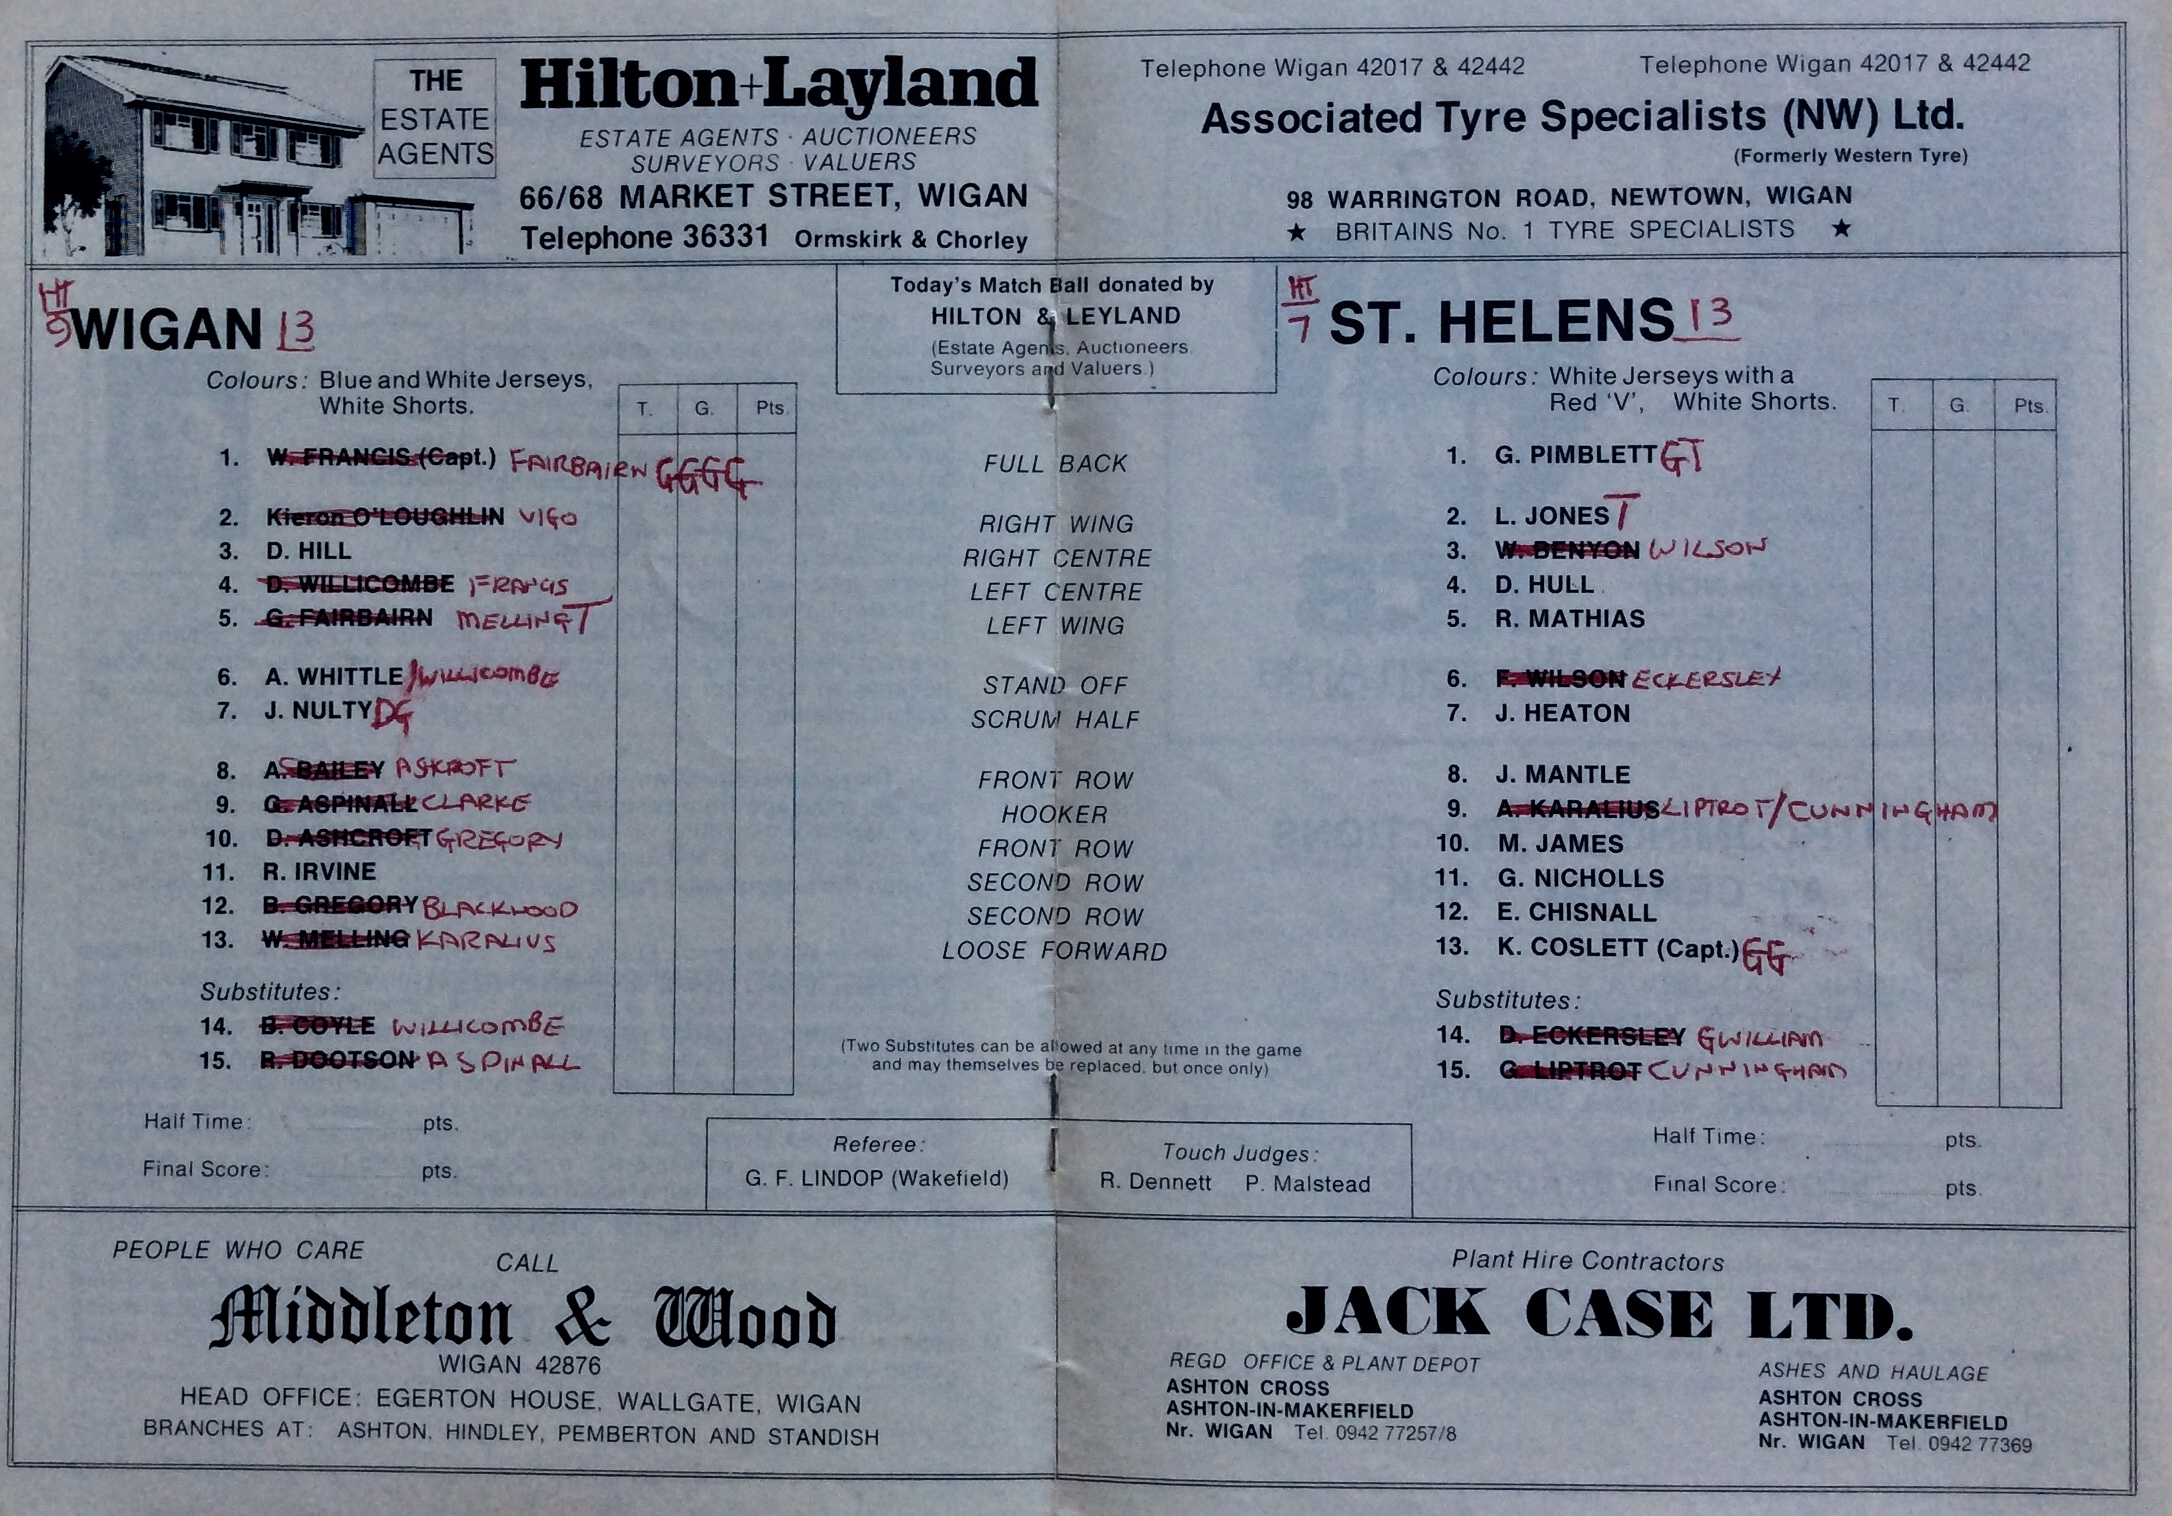 THE
ESTATE
AGENTS
Hilton+Layland
ESTATE AGENTS · AUCTIONEERS
SURVEYORS · VALUERS
66/68 MARKET STREET, WIGAN
Telephone 36331 Ormskirk & Chorley
Telephone Wigan 42017 & 42442 Telephone Wigan 42017 & 42442
Associated Tyre Specialists (NW) Ltd.
(Formerly Western Tyre)
98 WARRINGTON ROAD, NEWTOWN, WIGAN
★ BRITAINS No. 1 TYRE SPECIALISTS ★
HT
9
WIGAN 13
Colours: Blue and White Jerseys,
White Shorts.
T. G. Pts.
1. W. FRANCIS (Capt.) FAIRBAIRN GGGG
2. Kieron O'LOUGHLIN VIGO
3. D. HILL
4. D. WILLICOMBE FRANCIS
5. G. FAIRBAIRN MELLING T
6. A. WHITTLE/WILLICOMBE
7. J. NULTY DG
8. A. BAILEY ASHCROFT
9. G. ASPINALL CLARKE
10. D. ASHCROFT GREGORY
11. R. IRVINE
12. B. GREGORY BLACKWOOD
13. W. MELLING KARALIUS
Substitutes:
14. B. COYLE WILLICOMBE
15. R. DOOTSON ASPINALL
Half Time: pts.
Final Score: pts.
Today's Match Ball donated by
HILTON & LEYLAND
(Estate Agents, Auctioneers,
Surveyors and Valuers.)
FULL BACK
RIGHT WING
RIGHT CENTRE
LEFT CENTRE
LEFT WING
STAND OFF
SCRUM HALF
FRONT ROW
HOOKER
FRONT ROW
SECOND ROW
SECOND ROW
LOOSE FORWARD
(Two Substitutes can be allowed at any time in the game
and may themselves be replaced, but once only)
Referee:
G. F. LINDOP (Wakefield)
Touch Judges:
R. Dennett P. Malstead
HT
7
ST. HELENS 13
Colours: White Jerseys with a
Red 'V', White Shorts.
T. G. Pts.
1. G. PIMBLETT GT
2. L. JONES T
3. W. BENYON WILSON
4. D. HULL
5. R. MATHIAS
6. F. WILSON ECKERSLEY
7. J. HEATON
8. J. MANTLE
9. A. KARALIUS LIPTROT/CUNNINGHAM
10. M. JAMES
11. G. NICHOLLS
12. E. CHISNALL
13. K. COSLETT (Capt.) GG
Substitutes:
14. D. ECKERSLEY GWILLIAM
15. G. LIPTROT CUNNINGHAM
Half Time: pts.
Final Score: pts.
PEOPLE WHO CARE
CALL
Middleton & Wood
WIGAN 42876
HEAD OFFICE: EGERTON HOUSE, WALLGATE, WIGAN
BRANCHES AT: ASHTON, HINDLEY, PEMBERTON AND STANDISH
Plant Hire Contractors
JACK CASE LTD.
REGD OFFICE & PLANT DEPOT
ASHTON CROSS
ASHTON-IN-MAKERFIELD
Nr. WIGAN Tel. 0942 77257/8
ASHES AND HAULAGE
ASHTON CROSS
ASHTON-IN-MAKERFIELD
Nr. WIGAN Tel. 0942 77369